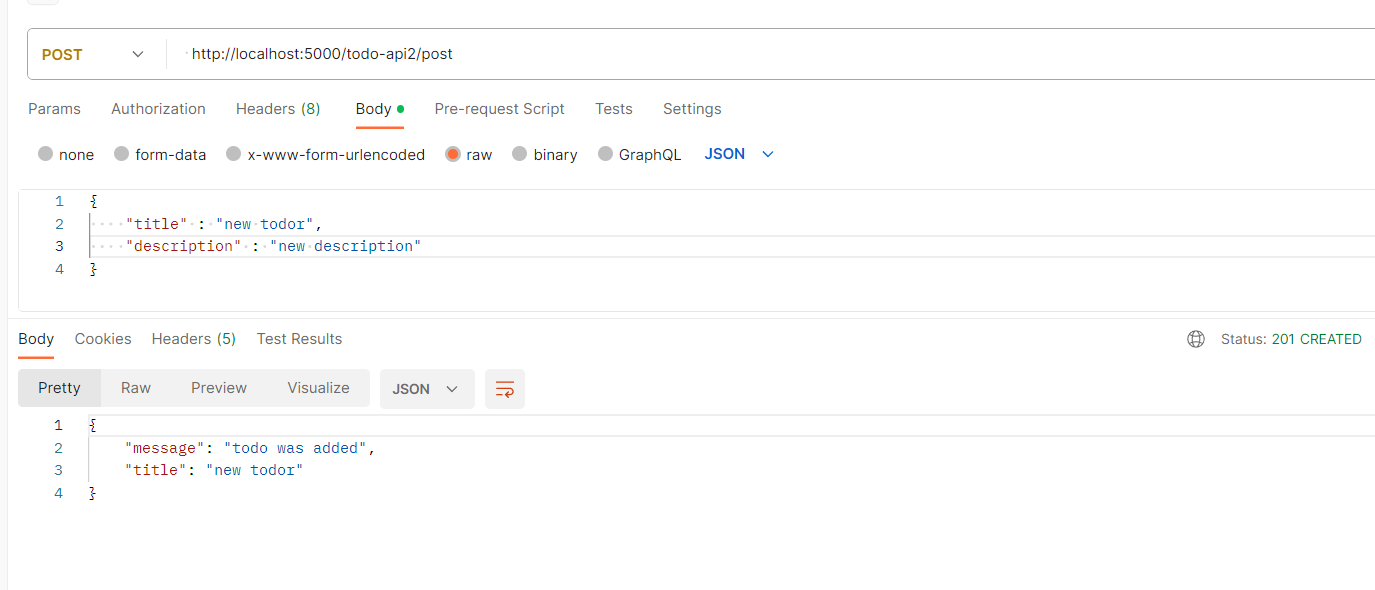 POST http://localhost:5000/todo-api2/post
Params Authorization Headers (8) Body Pre-request Script Tests Settings
none form-data x-www-form-urlencoded raw binary GraphQL JSON
1 {
2 "title" : "new todor",
3 "description" : "new description"
4 }
Body Cookies Headers (5) Test Results Status: 201 CREATED
Pretty Raw Preview Visualize JSON
1 {
2 "message": "todo was added",
3 "title": "new todor"
4 }